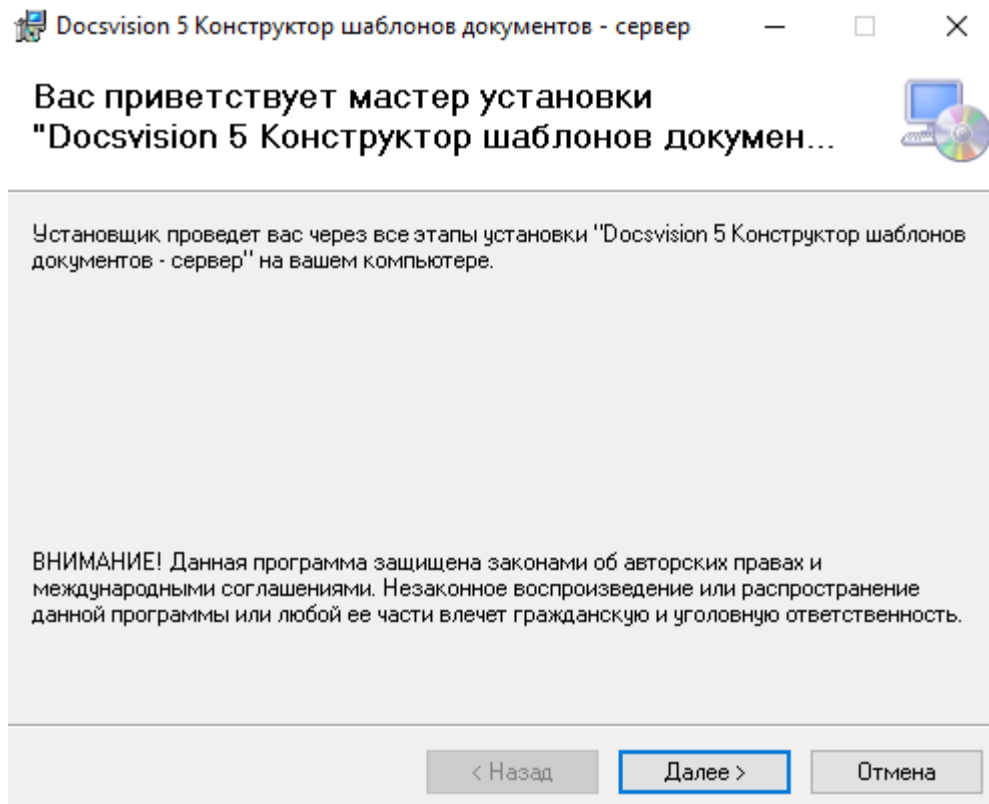 Docsvision 5 Конструктор шаблонов документов - сервер
Вас приветствует мастер установки
"Docsvision 5 Конструктор шаблонов докумен...
Установщик проведет вас через все этапы установки "Docsvision 5 Конструктор шаблонов
документов - сервер" на вашем компьютере.
ВНИМАНИЕ! Данная программа защищена законами об авторских правах и
международными соглашениями. Незаконное воспроизведение или распространение
данной программы или любой ее части влечет гражданскую и уголовную ответственность.
< Назад
Далее >
Отмена